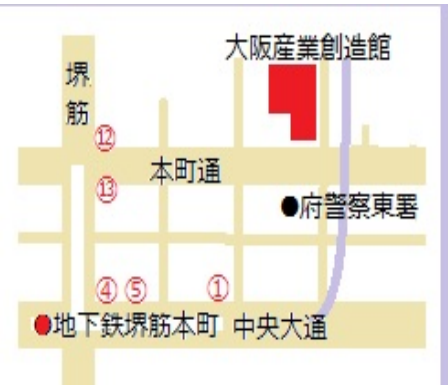 大阪産業創造館
堺筋
⑫
本町通
⑬
●府警察東署
④ ⑤ ①
●地下鉄堺筋本町 中央大通